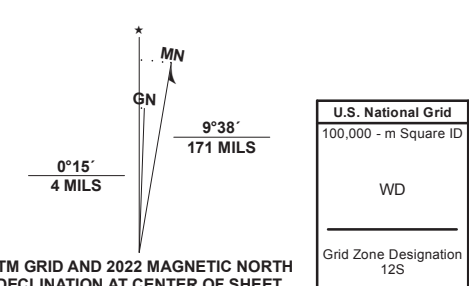 ★
MN
GN
9°38´
171 MILS
0°15´
4 MILS
TM GRID AND 2022 MAGNETIC NORTH
DECLINATION AT CENTER OF SHEET
U.S. National Grid
100,000 - m Square ID
WD
Grid Zone Designation
12S